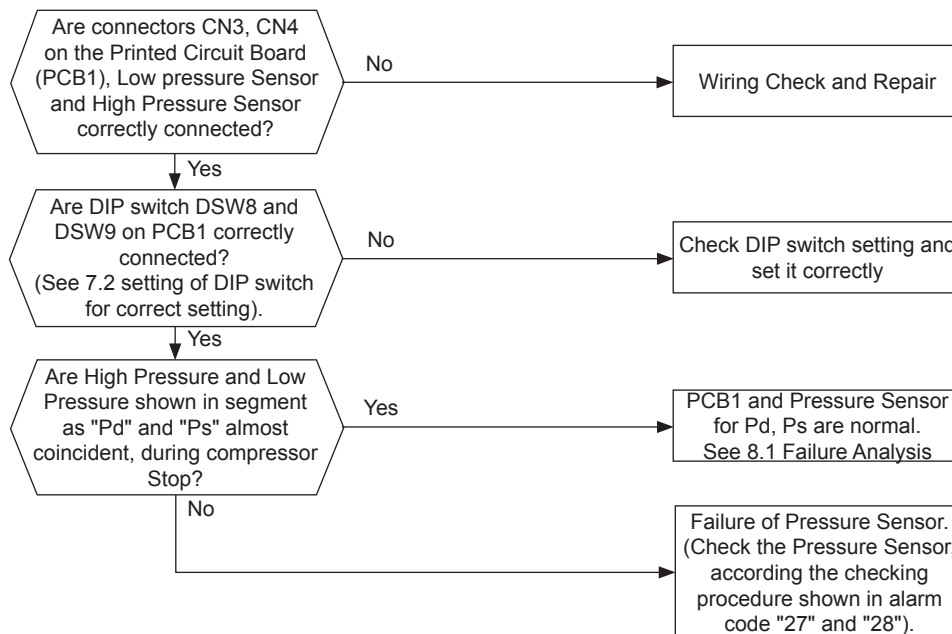 Are connectors CN3, CN4
on the Printed Circuit Board
(PCB1), Low pressure Sensor
and High Pressure Sensor
correctly connected?
No
Wiring Check and Repair
Yes
Are DIP switch DSW8 and
DSW9 on PCB1 correctly
connected?
(See 7.2 setting of DIP switch
for correct setting).
No
Check DIP switch setting and
set it correctly
Yes
Are High Pressure and Low
Pressure shown in segment
as "Pd" and "Ps" almost
coincident, during compressor
Stop?
Yes
PCB1 and Pressure Sensor
for Pd, Ps are normal.
See 8.1 Failure Analysis
No
Failure of Pressure Sensor.
(Check the Pressure Sensor,
according the checking
procedure shown in alarm
code "27" and "28").